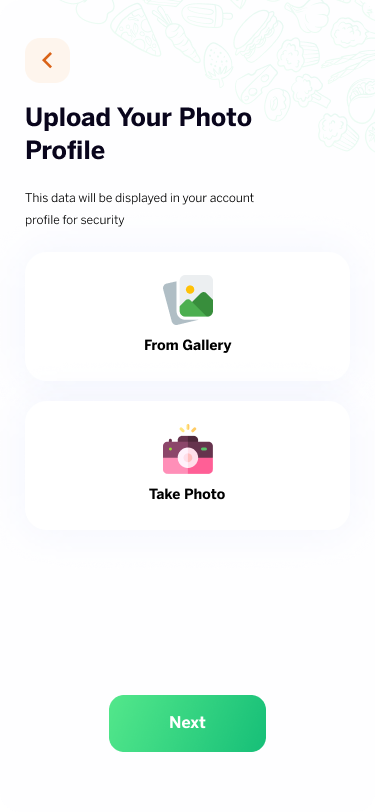 Upload Your Photo
Profile
This data will be displayed in your account
profile for security
From Gallery
Take Photo
Next